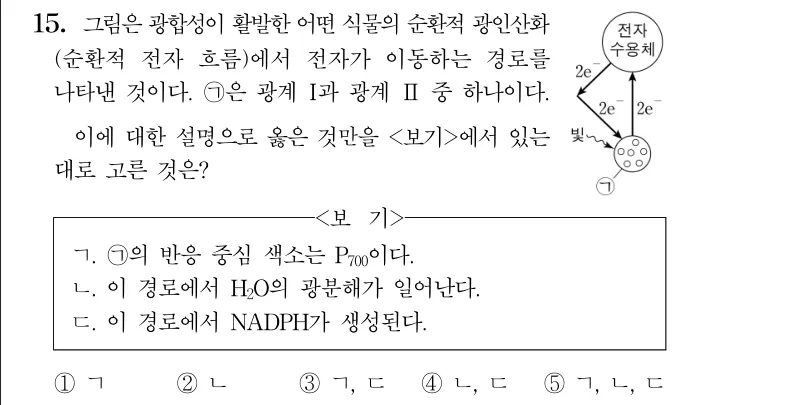 15. 그림은 광합성이 활발한 어떤 식물의 순환적 광인산화
(순환적 전자 흐름)에서 전자가 이동하는 경로를
나타낸 것이다. ㉠은 광계 Ⅰ과 광계 Ⅱ 중 하나이다.
이에 대한 설명으로 옳은 것만을 <보기>에서 있는
대로 고른 것은?
전자
수용체
2e⁻
2e⁻ 2e⁻
빛
㉠
<보 기>
ㄱ. ㉠의 반응 중심 색소는 P₇₀₀이다.
ㄴ. 이 경로에서 H₂O의 광분해가 일어난다.
ㄷ. 이 경로에서 NADPH가 생성된다.
① ㄱ ② ㄴ ③ ㄱ, ㄷ ④ ㄴ, ㄷ ⑤ ㄱ, ㄴ, ㄷ